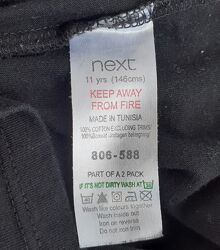 next
11 yrs (146cms)
KEEP AWAY
FROM FIRE
MADE IN TUNISIA
100% COTTON EXCLUDING TRIMS
806-588
PART OF A 2 PACK
IF IT'S NOT DIRTY WASH AT
Wash like colours together
Wash inside out
Iron on reverse
Do not iron trim